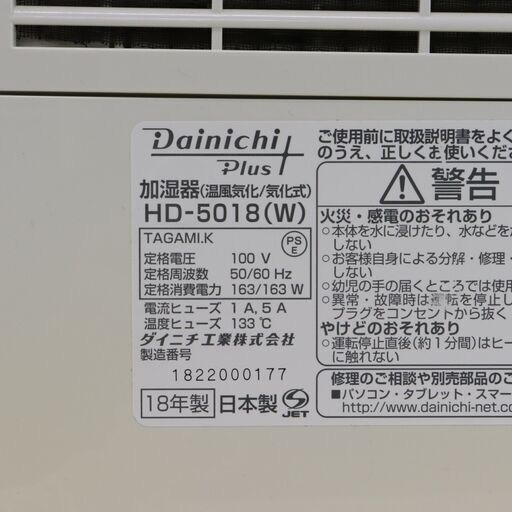 Dainichi
Plus
加湿器(温風気化/気化式)
HD-5018(W)
TAGAMI.K
PS
E
定格電圧 100 V
定格周波数 50/60 Hz
定格消費電力 163/163 W
電流ヒューズ 1 A, 5 A
温度ヒューズ 133℃
ダイニチ工業株式会社
製造番号
1822000177
18年製 日本製 JET
ご使用前に取扱説明書をよく
のうえ、正しくお使いくださ
警告
火災・感電のおそれあり
○本体を水に浸けたり、水などを
しない
○お客様自身による分解・修理・
しない
○幼児の手の届くところでは使用
○異常・故障時は運転を停止し
プラグをコンセントから抜く
やけどのおそれあり
○運転停止直後(約1分間)はヒー
に触れない
修理のご相談や別売部品のご
■パソコン・タブレット・スマー
http://www.dainichi-net.co